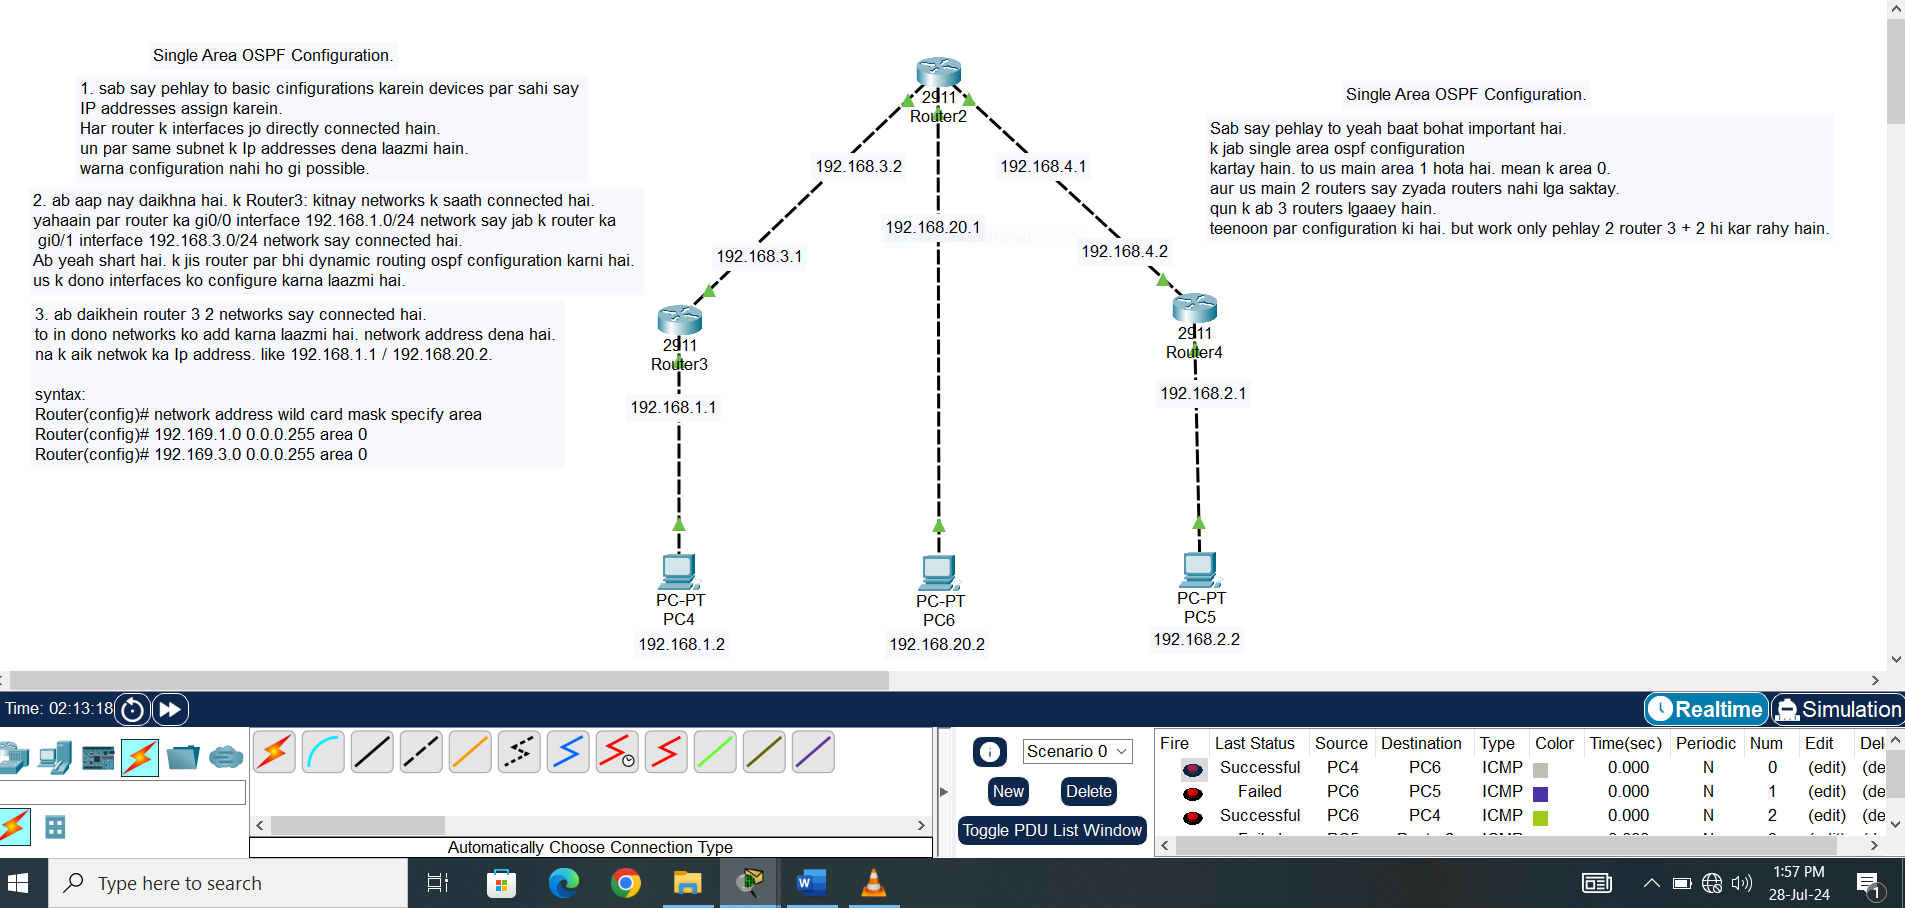 Single Area OSPF Configuration.
1. sab say pehlay to basic cinfigurations karein devices par sahi say
IP addresses assign karein.
Har router k interfaces jo directly connected hain.
un par same subnet k Ip addresses dena laazmi hain.
warna configuration nahi ho gi possible.
2. ab aap nay daikhna hai. k Router3: kitnay networks k saath connected hai.
yahaain par router ka gi0/0 interface 192.168.1.0/24 network say jab k router ka
gi0/1 interface 192.168.3.0/24 network say connected hai.
Ab yeah shart hai. k jis router par bhi dynamic routing ospf configuration karni hai.
us k dono interfaces ko configure karna laazmi hai.
3. ab daikhein router 3 2 networks say connected hai.
to in dono networks ko add karna laazmi hai. network address dena hai.
na k aik netwok ka Ip address. like 192.168.1.1 / 192.168.20.2.
syntax:
Router(config)# network address wild card mask specify area
Router(config)# 192.169.1.0 0.0.0.255 area 0
Router(config)# 192.169.3.0 0.0.0.255 area 0
2911
Router2
192.168.3.2
192.168.4.1
192.168.20.1
192.168.3.1
192.168.4.2
2911
Router3
2911
Router4
192.168.1.1
192.168.2.1
PC-PT
PC4
192.168.1.2
PC-PT
PC6
192.168.20.2
PC-PT
PC5
192.168.2.2
Single Area OSPF Configuration.
Sab say pehlay to yeah baat bohat important hai.
k jab single area ospf configuration
kartay hain. to us main area 1 hota hai. mean k area 0.
aur us main 2 routers say zyada routers nahi lga saktay.
qun k ab 3 routers lgaaey hain.
teenoon par configuration ki hai. but work only pehlay 2 router 3 + 2 hi kar rahy hain.
Time: 02:13:18
Realtime
Simulation
Automatically Choose Connection Type
Scenario 0
New
Delete
Toggle PDU List Window
Fire Last Status Source Destination Type Color Time(sec) Periodic Num Edit Del
Successful PC4 PC6 ICMP 0.000 N 0 (edit) (de
Failed PC6 PC5 ICMP 0.000 N 1 (edit) (de
Successful PC6 PC4 ICMP 0.000 N 2 (edit) (de
Type here to search
1:57 PM
28-Jul-24
1